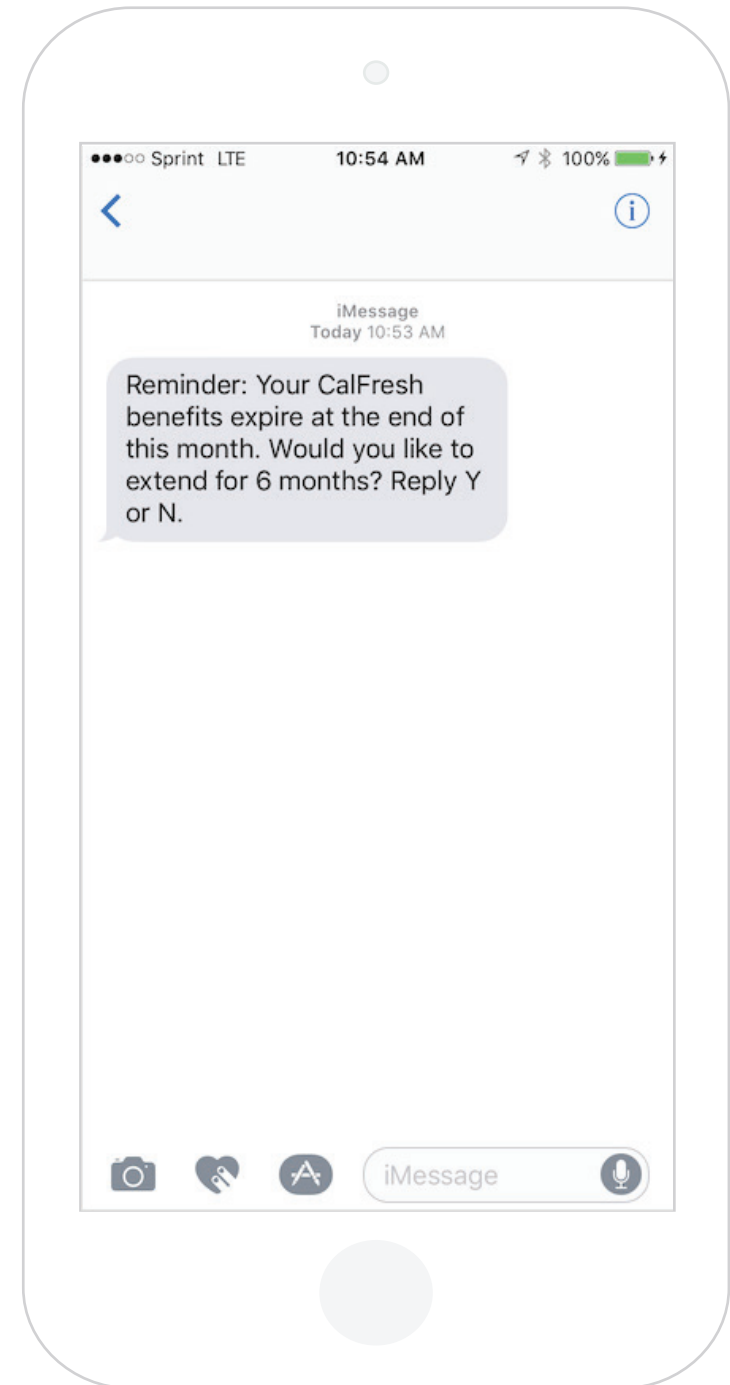 Sprint LTE 10:54 AM 100%
iMessage
Today 10:53 AM
Reminder: Your CalFresh
benefits expire at the end of
this month. Would you like to
extend for 6 months? Reply Y
or N.
iMessage